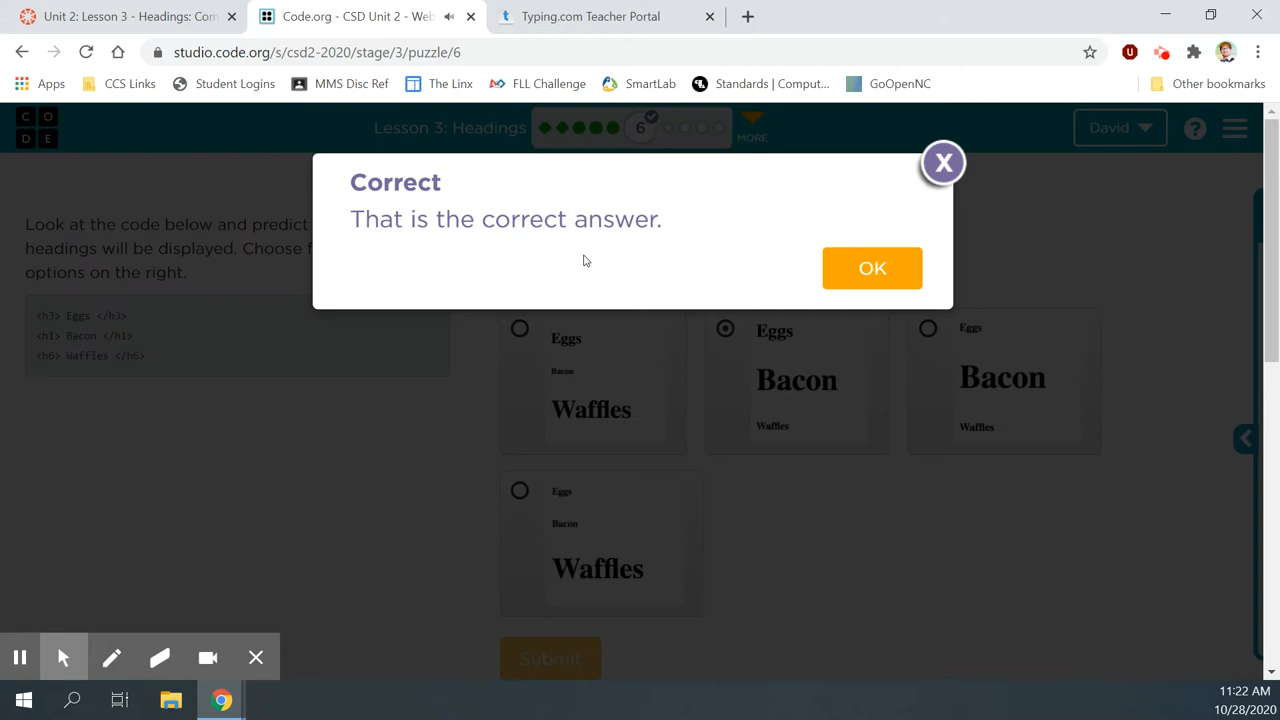 Unit 2: Lesson 3 - Headings: Com
Code.org - CSD Unit 2 - Web
Typing.com Teacher Portal
studio.code.org/s/csd2-2020/stage/3/puzzle/6
Apps
CCS Links
Student Logins
MMS Disc Ref
The Linx
FLL Challenge
SmartLab
Standards | Comput...
GoOpenNC
Other bookmarks
C O
D E
Lesson 3: Headings
6
MORE
David
?
X
Correct
That is the correct answer.
OK
Look at the code below and predict
headings will be displayed. Choose f
options on the right
<h3> Eggs </h3>
<h1> Bacon </h1>
<h6> Waffles </h6>
Eggs
Bacon
Waffles
Eggs
Bacon
Waffles
Eggs
Bacon
Waffles
Eggs
Bacon
Waffles
Submit
11:22 AM
10/28/2020